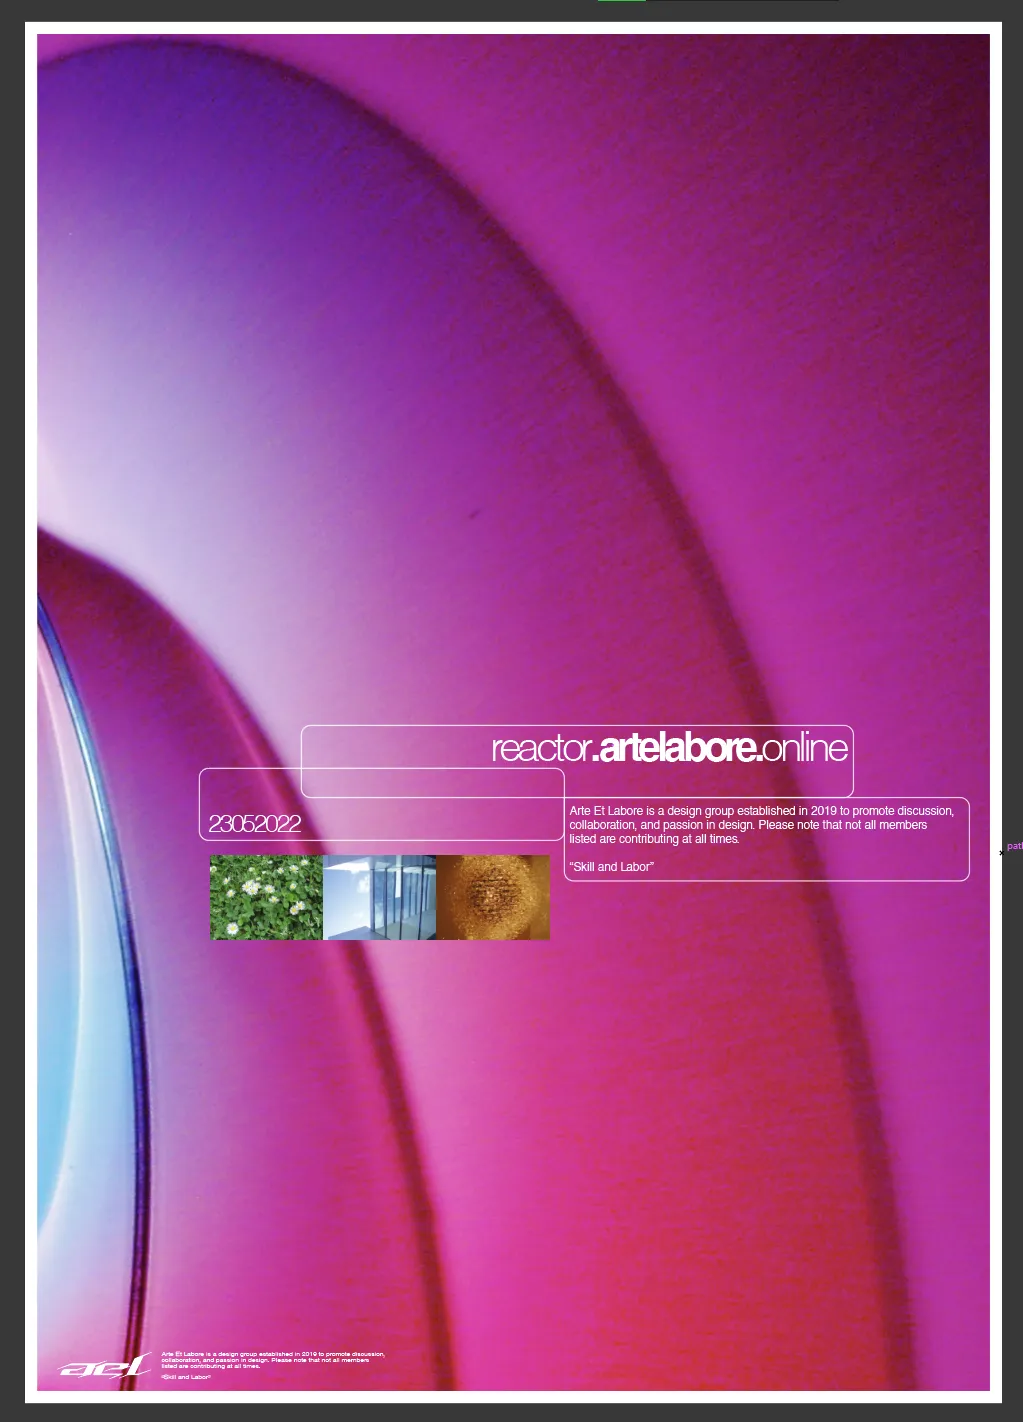 reactor.artelabore.online
23052022
Arte Et Labore is a design group established in 2019 to promote discussion,
collaboration, and passion in design. Please note that not all members
listed are contributing at all times.
“Skill and Labor”
ael
Arte Et Labore is a design group established in 2019 to promote discussion,
collaboration, and passion in design. Please note that not all members
listed are contributing at all times.
"Skill and Labor"